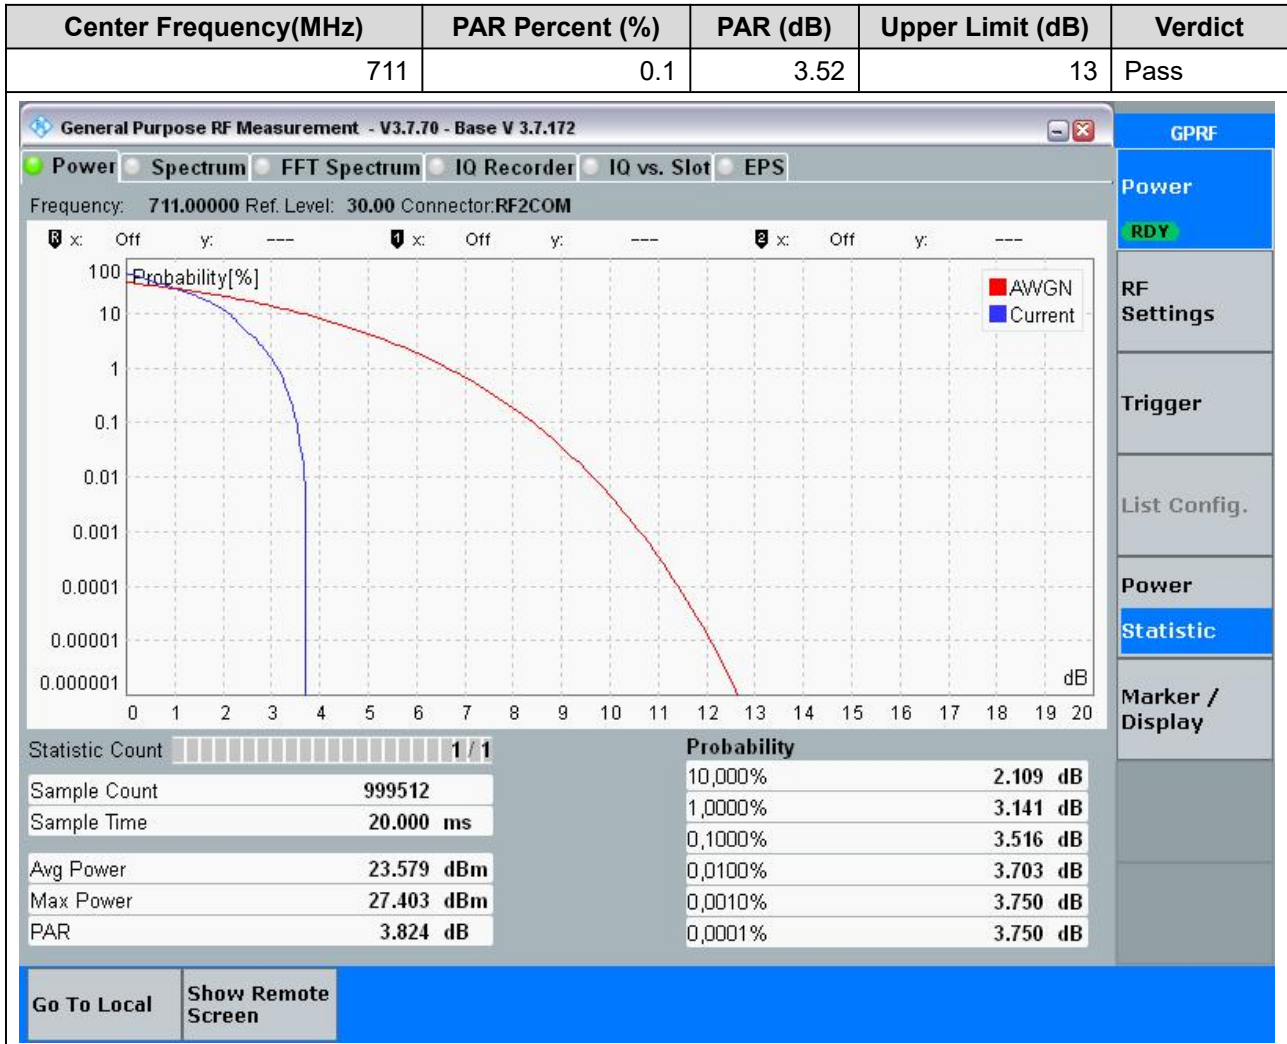 Center Frequency(MHz) PAR Percent (%) PAR (dB) Upper Limit (dB) Verdict
711 0.1 3.52 13 Pass
General Purpose RF Measurement - V3.7.70 - Base V 3.7.172
GPRF
Power Spectrum FFT Spectrum IQ Recorder IQ vs. Slot EPS
Power
RDY
Frequency: 711.00000 Ref. Level: 30.00 Connector:RF2COM
R x: Off y: --- 1 x: Off y: --- 2 x: Off y: ---
100 Probability[%]
AWGN
Current
RF
Settings
10
1
Trigger
0.1
0.01
List Config.
0.001
0.0001
Power
0.00001
Statistic
0.000001
dB
0 1 2 3 4 5 6 7 8 9 10 11 12 13 14 15 16 17 18 19 20
Marker /
Display
Statistic Count 1 / 1
Probability
Sample Count 999512
Sample Time 20.000 ms
Avg Power 23.579 dBm
Max Power 27.403 dBm
PAR 3.824 dB
10,000% 2.109 dB
1,0000% 3.141 dB
0,1000% 3.516 dB
0,0100% 3.703 dB
0,0010% 3.750 dB
0,0001% 3.750 dB
Go To Local
Show Remote
Screen